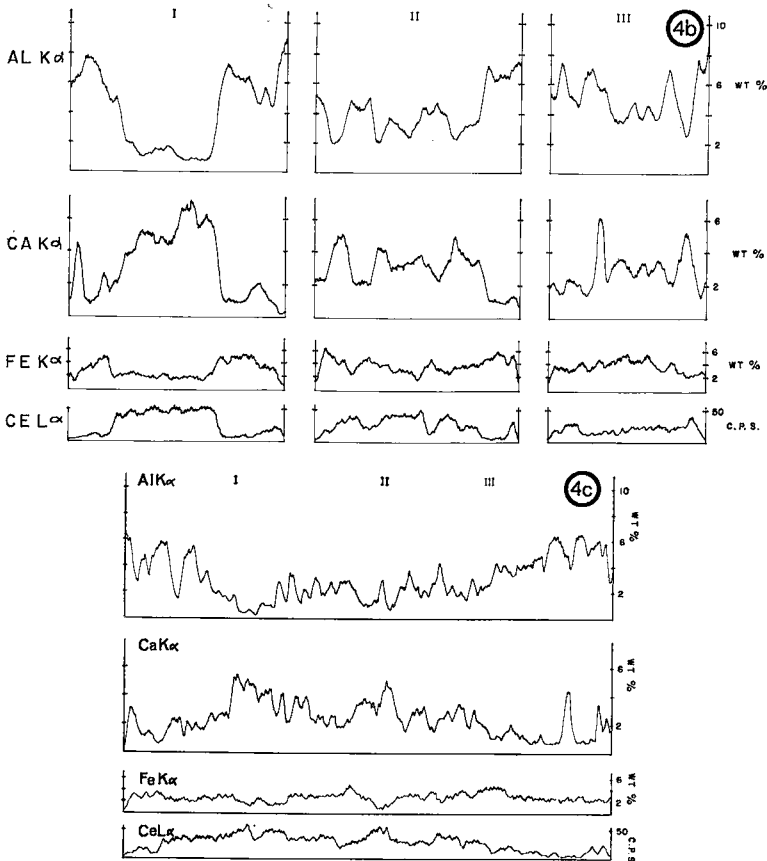 I II III 4b
AL Kα 10 6 2 WT %
CA Kα 6 2 WT %
FE Kα 6 2 WT %
CE Lα 50 C.P.S.
I II III 4c
AlKα 10 6 2 WT %
CaKα 6 2 WT %
FeKα 6 2 WT %
CeLα 50 C.P.S